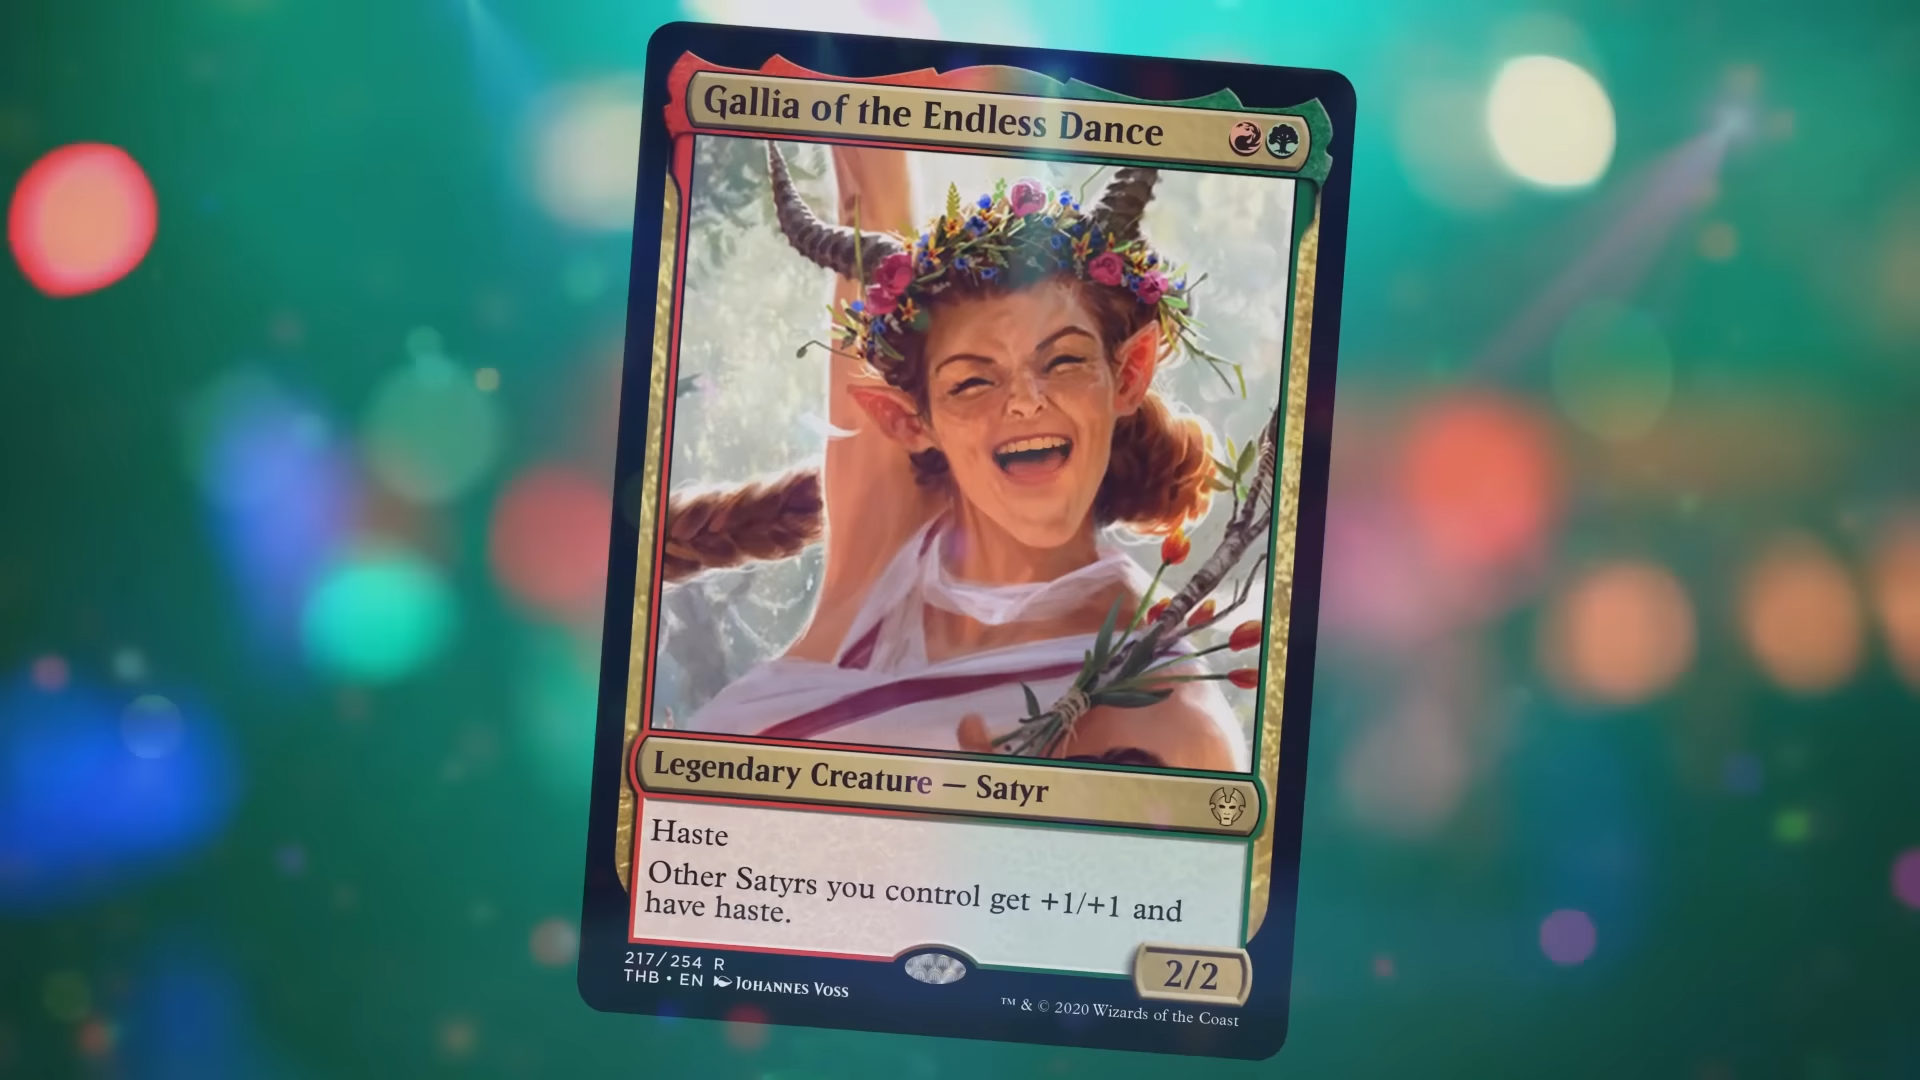 Gallia of the Endless Dance
Legendary Creature — Satyr
Haste
Other Satyrs you control get +1/+1 and
have haste.
2/2
217/254 R
THB • EN Johannes Voss
™ & © 2020 Wizards of the Coast